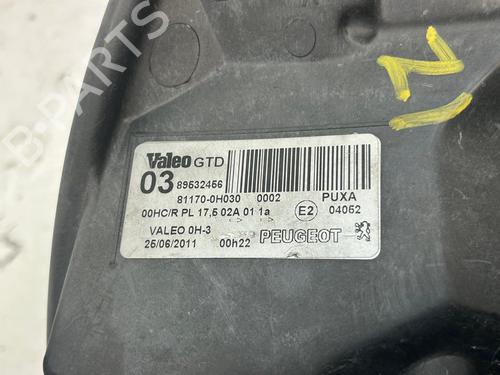 B-PARTS
Valeo GTD
03 89532456
81170-0H030 0002 PUXA
00HC/R PL 17,5 02A 01 1a E2 04052
VALEO 0H-3
25/06/2011 00h22 PEUGEOT